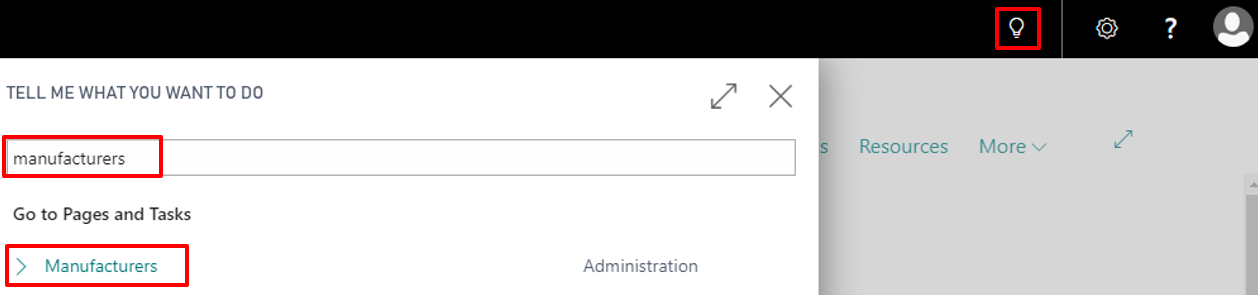 ?
TELL ME WHAT YOU WANT TO DO
s Resources More
manufacturers
Go to Pages and Tasks
Manufacturers Administration